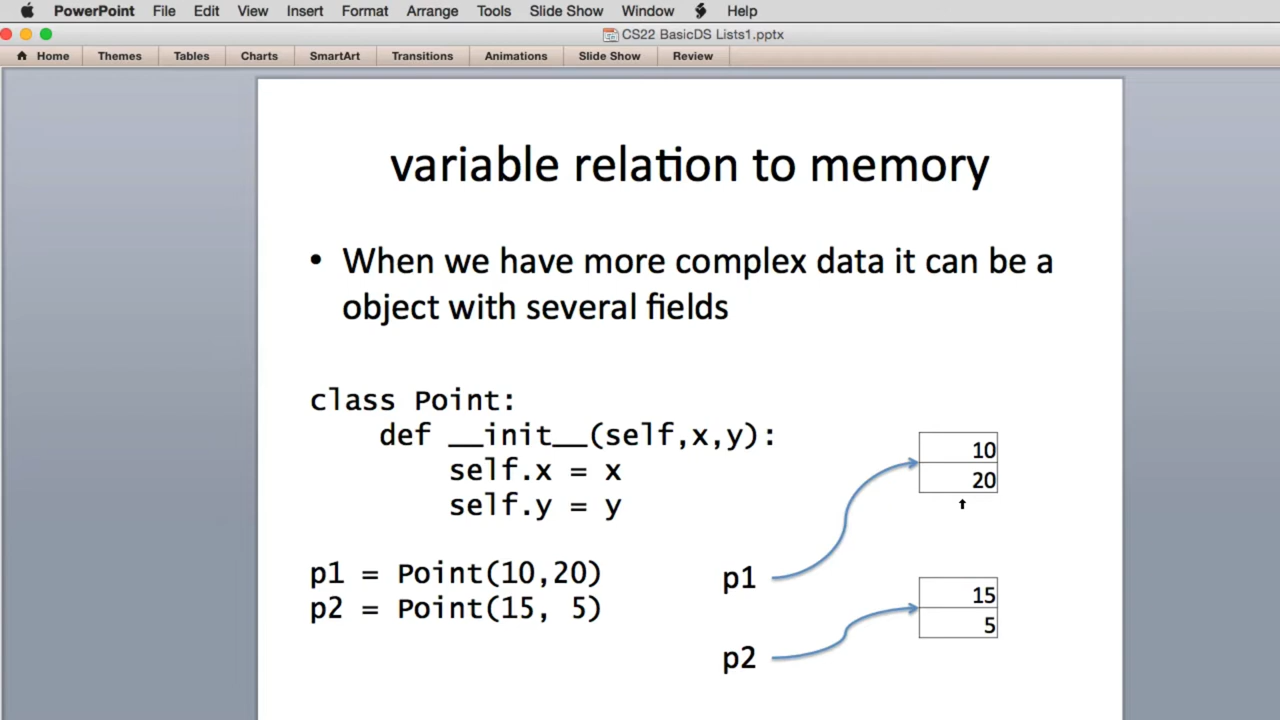 PowerPoint File Edit View Insert Format Arrange Tools Slide Show Window Help
CS22 BasicDS Lists1.pptx
Home Themes Tables Charts SmartArt Transitions Animations Slide Show Review
variable relation to memory
• When we have more complex data it can be a
object with several fields
class Point:
def __init__(self,x,y):
self.x = x
self.y = y
p1 = Point(10,20)
p2 = Point(15, 5)
10
20
p1
15
5
p2